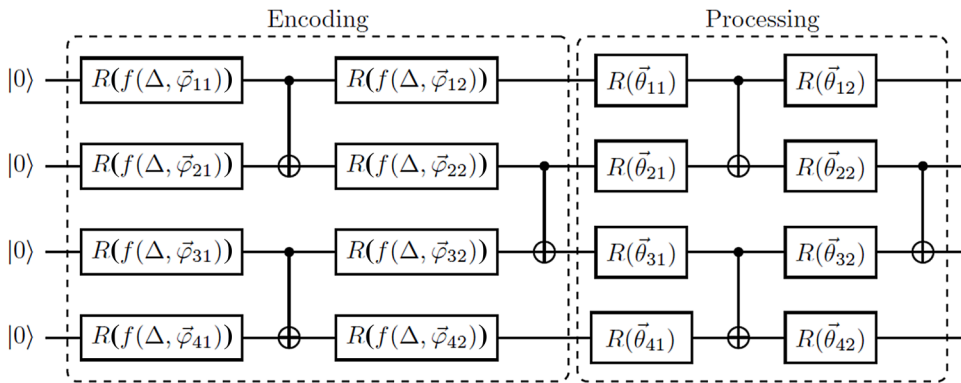 Encoding Processing
|0⟩ R(f(Δ, φ⃗₁₁)) R(f(Δ, φ⃗₁₂)) R(θ⃗₁₁) R(θ⃗₁₂)
|0⟩ R(f(Δ, φ⃗₂₁)) R(f(Δ, φ⃗₂₂)) R(θ⃗₂₁) R(θ⃗₂₂)
|0⟩ R(f(Δ, φ⃗₃₁)) R(f(Δ, φ⃗₃₂)) R(θ⃗₃₁) R(θ⃗₃₂)
|0⟩ R(f(Δ, φ⃗₄₁)) R(f(Δ, φ⃗₄₂)) R(θ⃗₄₁) R(θ⃗₄₂)